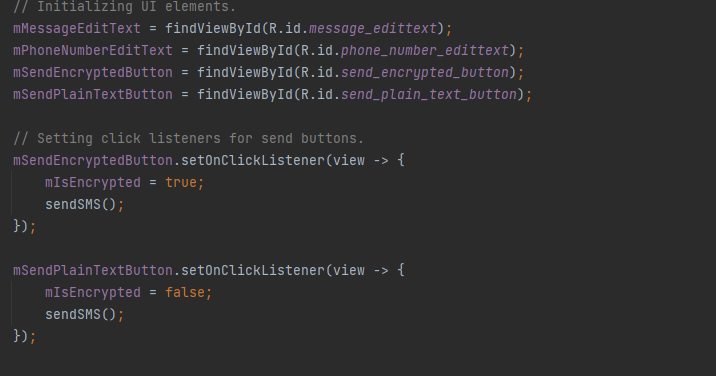 // Initializing UI elements.
mMessageEditText = findViewById(R.id.message_edittext);
mPhoneNumberEditText = findViewById(R.id.phone_number_edittext);
mSendEncryptedButton = findViewById(R.id.send_encrypted_button);
mSendPlainTextButton = findViewById(R.id.send_plain_text_button);
// Setting click listeners for send buttons.
mSendEncryptedButton.setOnClickListener(view -> {
mIsEncrypted = true;
sendSMS();
});
mSendPlainTextButton.setOnClickListener(view -> {
mIsEncrypted = false;
sendSMS();
});